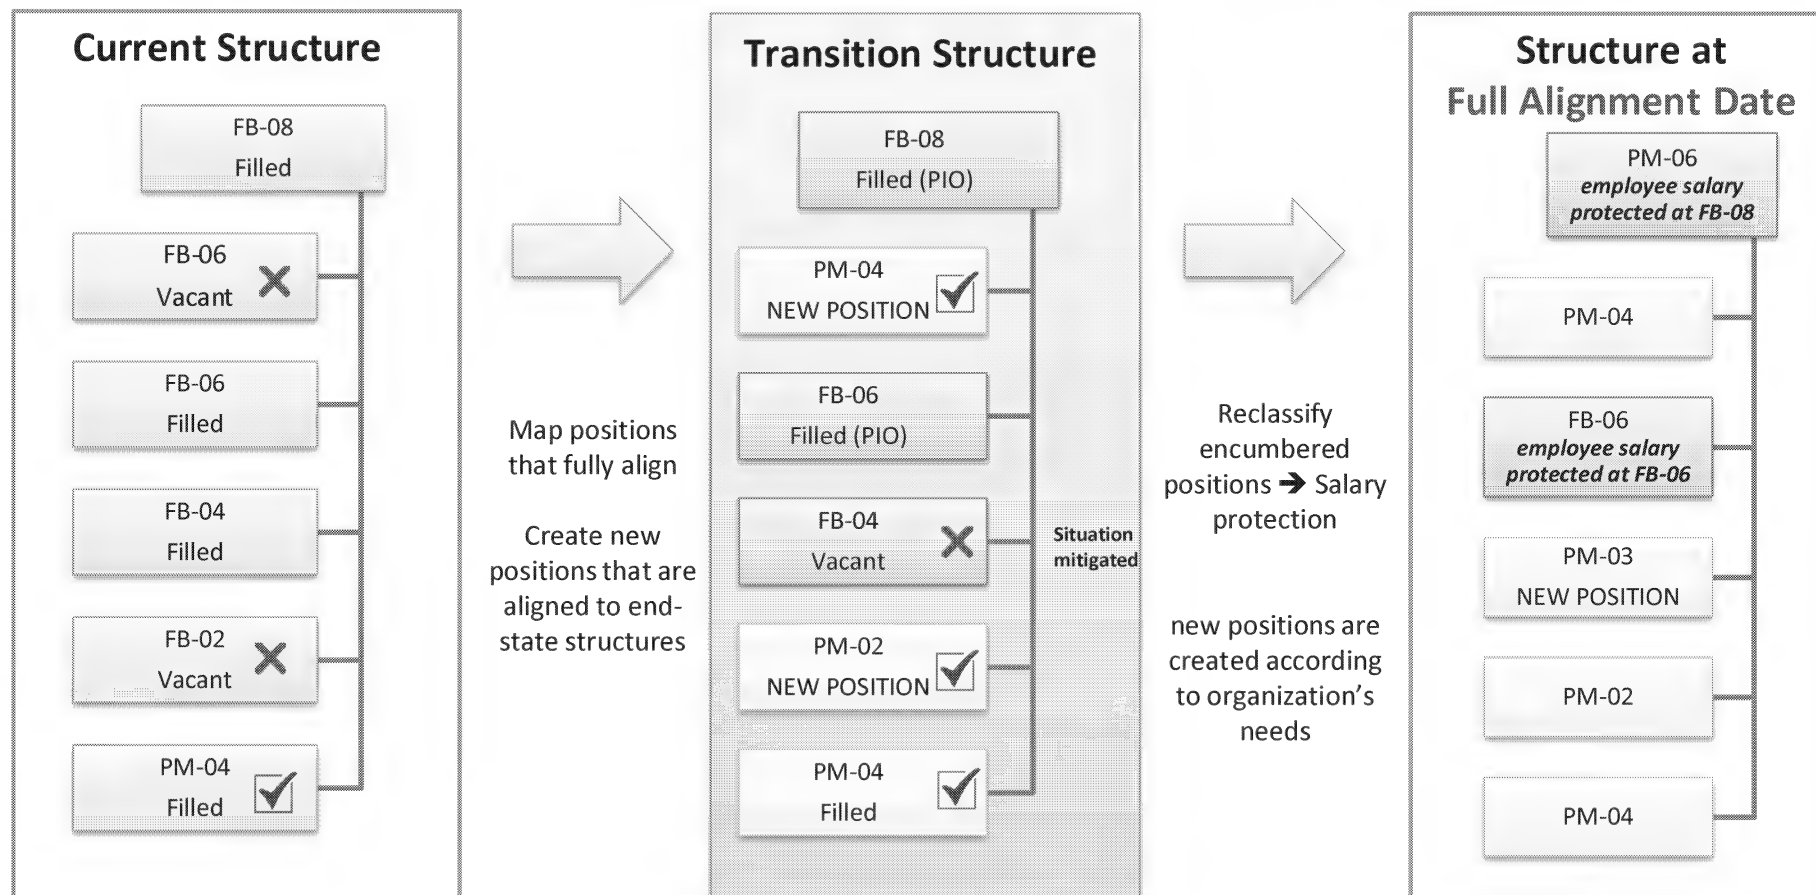 Current Structure
FB-08
Filled
FB-06
Vacant
FB-06
Filled
FB-04
Filled
FB-02
Vacant
PM-04
Filled
Map positions
that fully align
Create new
positions that are
aligned to end-
state structures
Transition Structure
FB-08
Filled (PIO)
PM-04
NEW POSITION
FB-06
Filled (PIO)
FB-04
Vacant
Situation
mitigated
PM-02
NEW POSITION
PM-04
Filled
Reclassify
encumbered
positions ➔ Salary
protection
new positions are
created according
to organization’s
needs
Structure at
Full Alignment Date
PM-06
employee salary
protected at FB-08
PM-04
FB-06
employee salary
protected at FB-06
PM-03
NEW POSITION
PM-02
PM-04